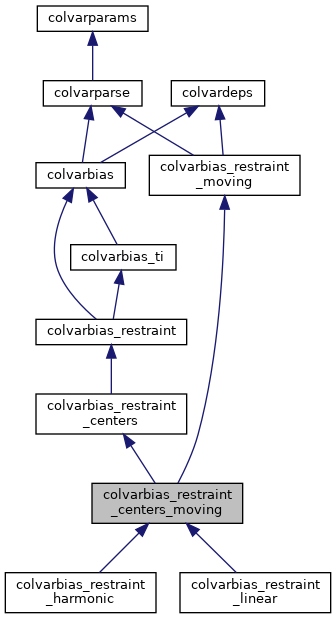 colvarparams
colvarparse
colvardeps
colvarbias
colvarbias_restraint
_moving
colvarbias_ti
colvarbias_restraint
colvarbias_restraint
_centers
colvarbias_restraint
_centers_moving
colvarbias_restraint
_harmonic
colvarbias_restraint
_linear